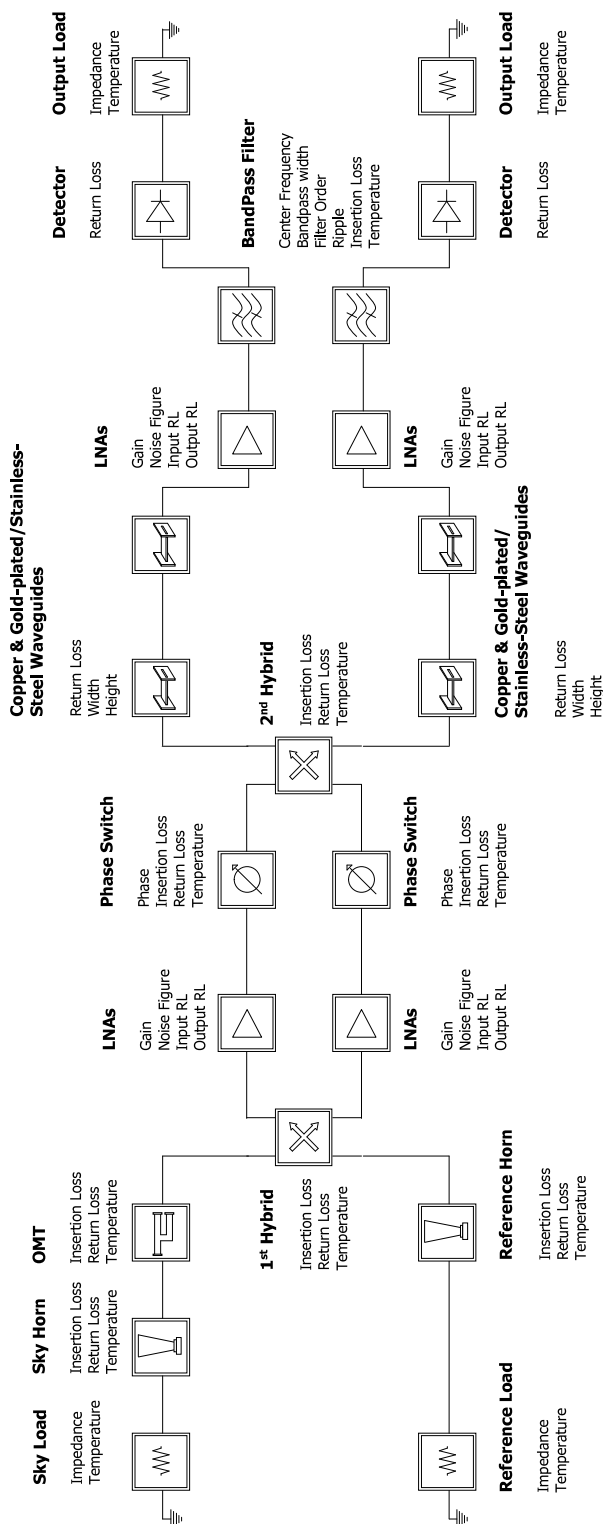 Sky Load
Impedance
Temperature
Sky Horn
Insertion Loss
Return Loss
Temperature
OMT
Insertion Loss
Return Loss
Temperature
1st Hybrid
Insertion Loss
Return Loss
Temperature
Reference Load
Impedance
Temperature
Reference Horn
Insertion Loss
Return Loss
Temperature
LNAs
Gain
Noise Figure
Input RL
Output RL
LNAs
Gain
Noise Figure
Input RL
Output RL
Phase Switch
Phase
Insertion Loss
Return Loss
Temperature
Phase Switch
Phase
Insertion Loss
Return Loss
Temperature
2nd Hybrid
Insertion Loss
Return Loss
Temperature
Copper & Gold-plated/Stainless-
Steel Waveguides
Return Loss
Width
Height
Copper & Gold-plated/
Stainless-Steel Waveguides
Return Loss
Width
Height
LNAs
Gain
Noise Figure
Input RL
Output RL
LNAs
Gain
Noise Figure
Input RL
Output RL
BandPass Filter
Center Frequency
Bandpass width
Filter Order
Ripple
Insertion Loss
Temperature
Detector
Return Loss
Detector
Return Loss
Output Load
Impedance
Temperature
Output Load
Impedance
Temperature